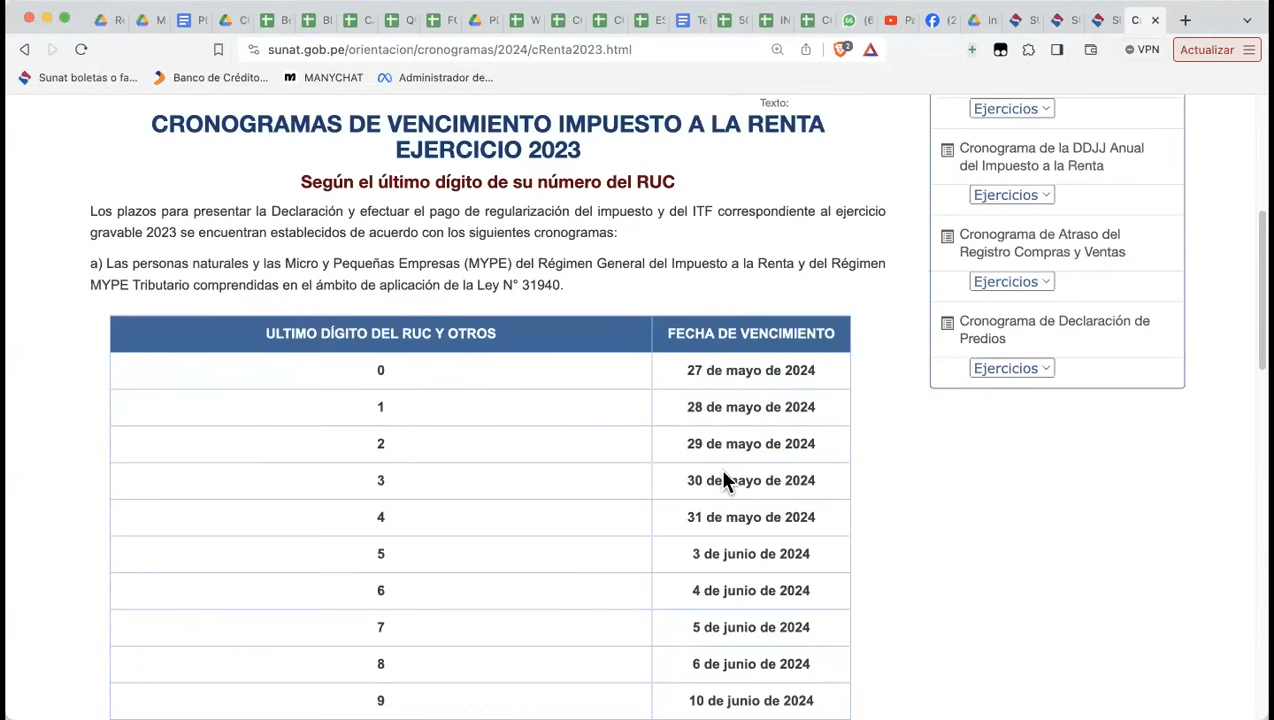 sunat.gob.pe/orientacion/cronogramas/2024/cRenta2023.html
2
VPN
Actualizar
Sunat boletas o fa...
Banco de Crédito...
MANYCHAT
Administrador de...
Texto:
CRONOGRAMAS DE VENCIMIENTO IMPUESTO A LA RENTA
EJERCICIO 2023
Según el último dígito de su número del RUC
Los plazos para presentar la Declaración y efectuar el pago de regularización del impuesto y del ITF correspondiente al ejercicio
gravable 2023 se encuentran establecidos de acuerdo con los siguientes cronogramas:
a) Las personas naturales y las Micro y Pequeñas Empresas (MYPE) del Régimen General del Impuesto a la Renta y del Régimen
MYPE Tributario comprendidas en el ámbito de aplicación de la Ley N° 31940.
ULTIMO DÍGITO DEL RUC Y OTROS FECHA DE VENCIMIENTO
0 27 de mayo de 2024
1 28 de mayo de 2024
2 29 de mayo de 2024
3 30 de mayo de 2024
4 31 de mayo de 2024
5 3 de junio de 2024
6 4 de junio de 2024
7 5 de junio de 2024
8 6 de junio de 2024
9 10 de junio de 2024
Ejercicios
Cronograma de la DDJJ Anual
del Impuesto a la Renta
Ejercicios
Cronograma de Atraso del
Registro Compras y Ventas
Ejercicios
Cronograma de Declaración de
Predios
Ejercicios